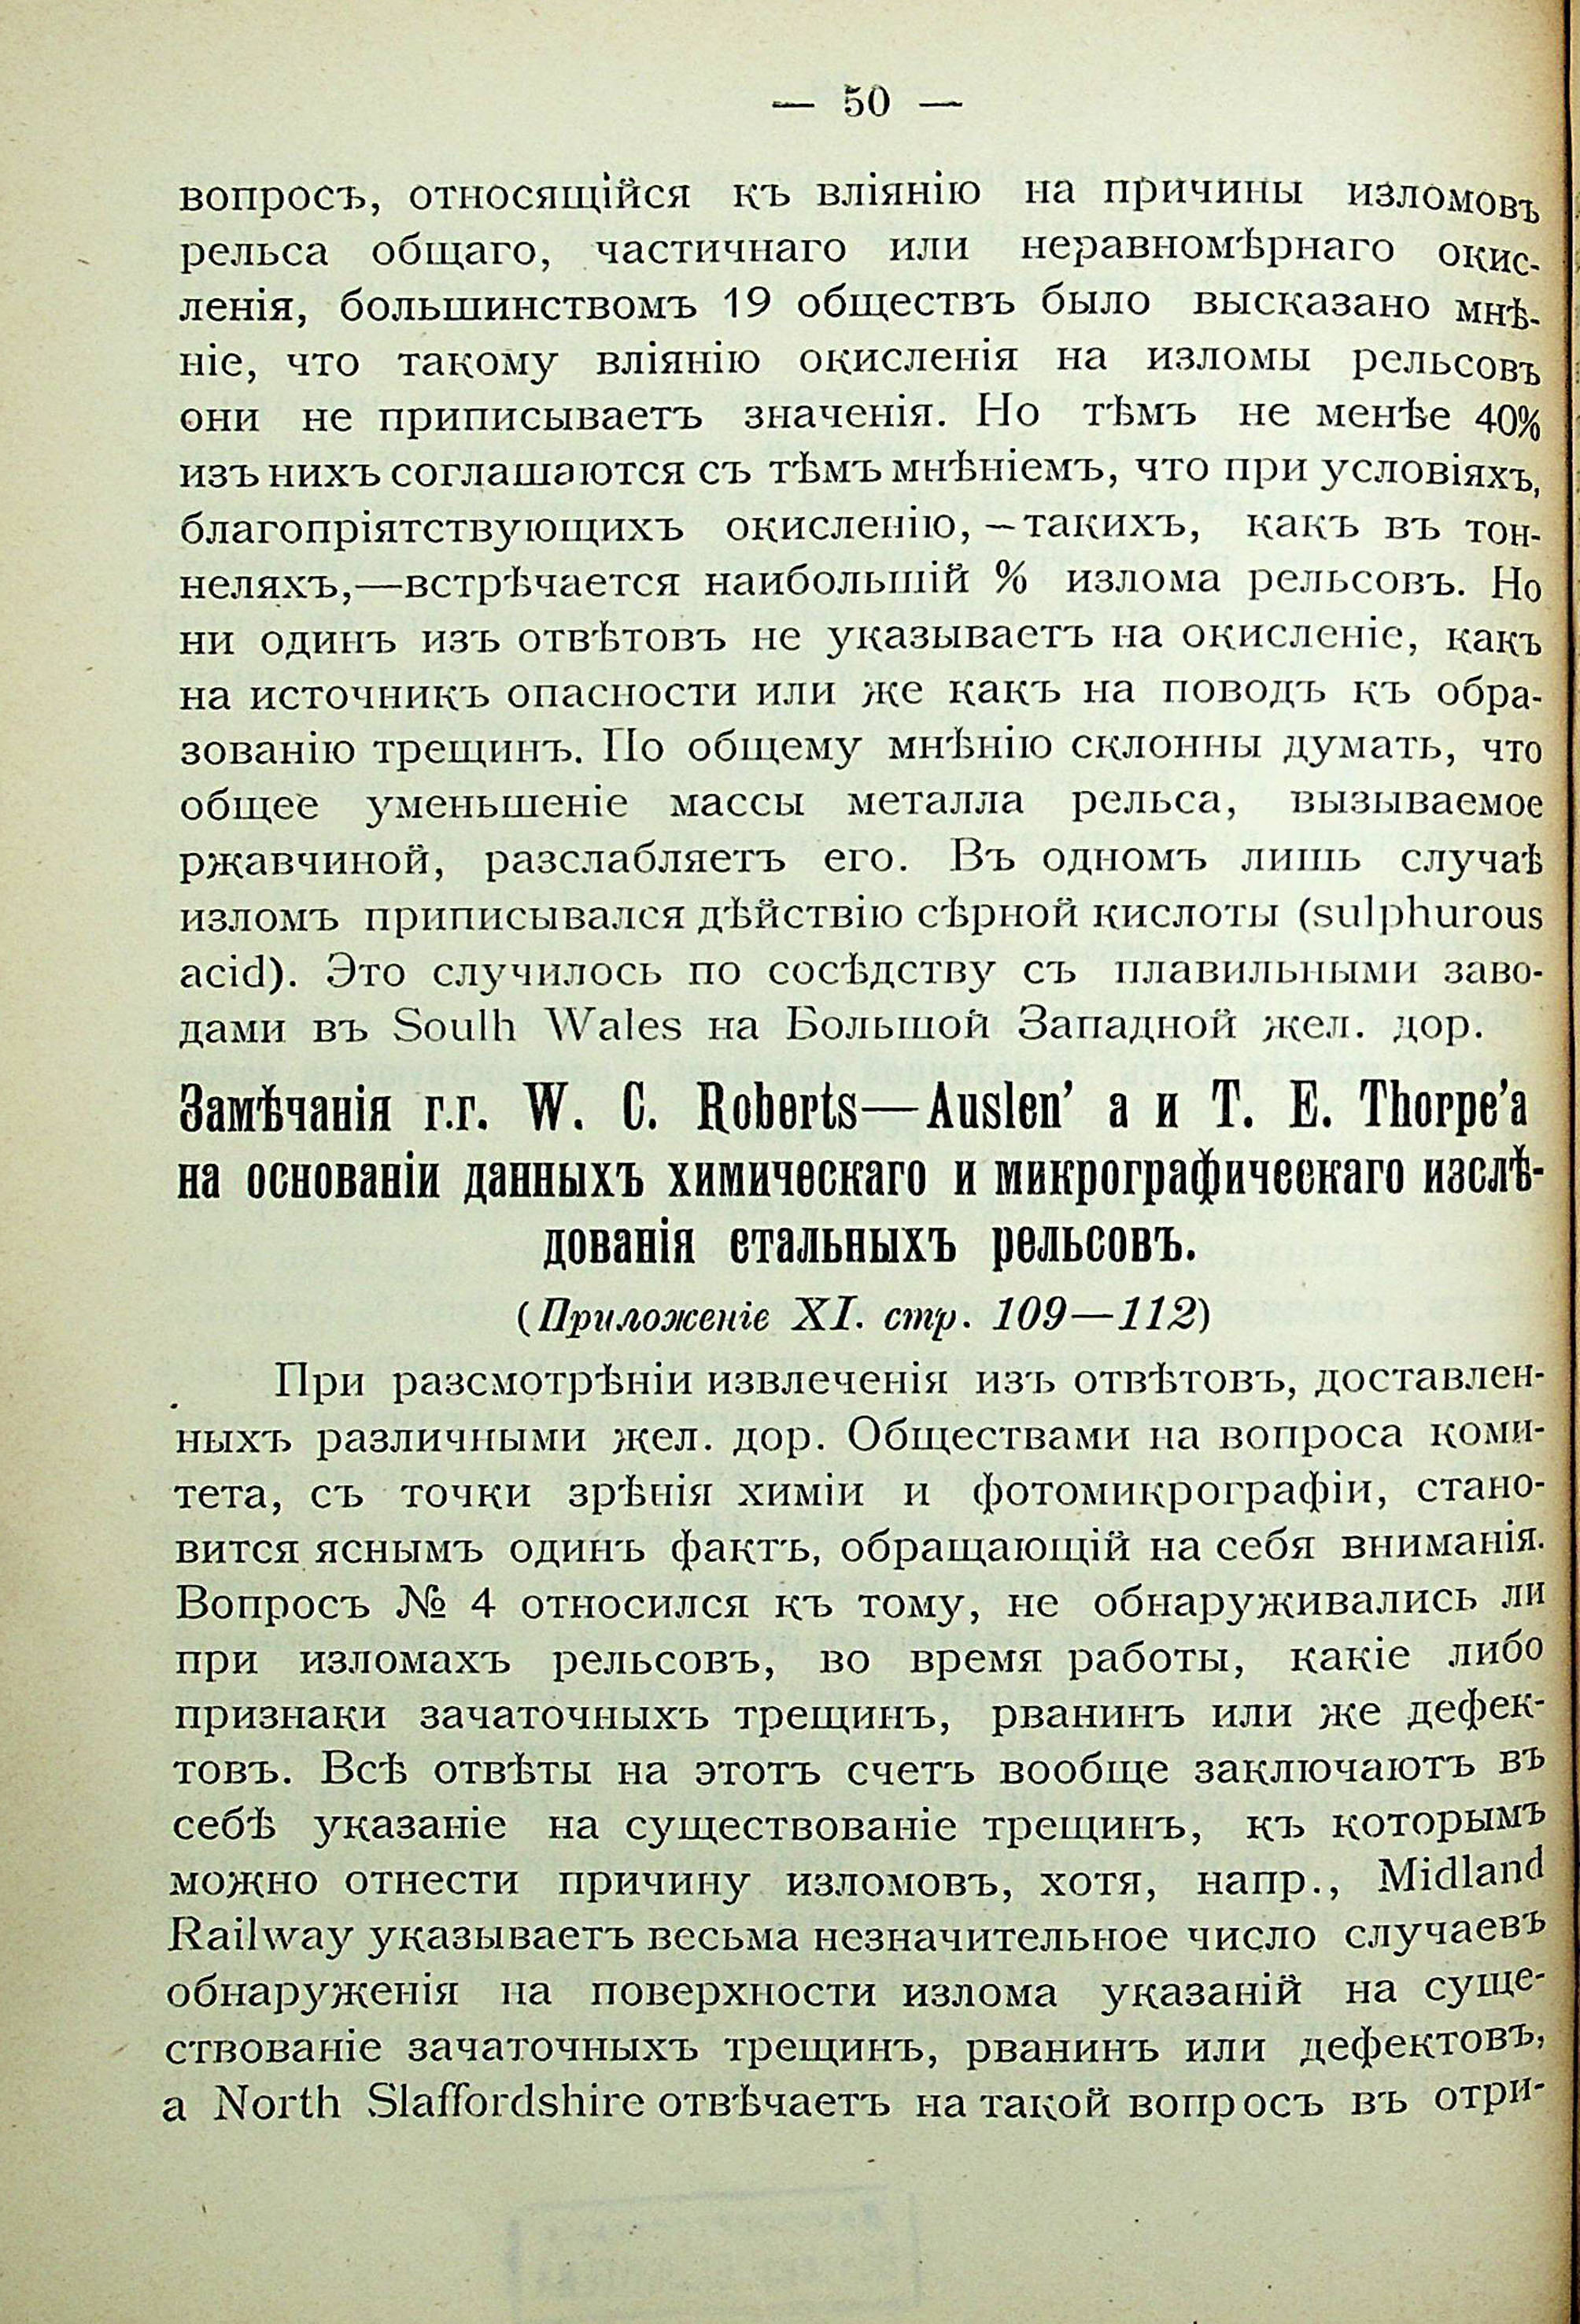 — 50 —
вопросъ, относящійся къ вліянію на причины изломовъ
рельса общаго, частичнаго или неравномѣрнаго окис-
ленія, большинствомъ 19 обществъ было высказано мнѣ-
ніе, что такому вліянію окисленія на изломы рельсовъ
они не приписываетъ значенія. Но тѣмъ не менѣе 40%
изъ нихъ соглашаются съ тѣмъ мнѣніемъ, что при условіяхъ,
благопріятствующихъ окисленію, —такихъ, какъ въ тон-
неляхъ,—встрѣчается наибольшій % излома рельсовъ. Но
ни одинъ изъ отвѣтовъ не указываетъ на окисленіе, какъ
на источникъ опасности или же какъ на поводъ къ обра-
зованію трещинъ. По общему мнѣнію склонны думать, что
общее уменьшеніе массы металла рельса, вызываемое
ржавчиной, разслабляетъ его. Въ одномъ лишь случаѣ
изломъ приписывался дѣйствію сѣрной кислоты (sulphurous
acid). Это случилось по сосѣдству съ плавильными заво-
дами въ Soulh Wales на Большой Западной жел. дор.
Замѣчанія г.г. W. C. Roberts—Auslen’ а и T. E. Thorpe’а
на основаніи данныхъ химическаго и микрографичеекаго изслѣ-
дованія етальныхъ рельсовъ.
(Приложеніе XI. стр. 109—112)
При разсмотрѣніи извлеченія изъ отвѣтовъ, доставлен-
ныхъ различными жел. дор. Обществами на вопроса коми-
тета, съ точки зрѣнія химіи и фотомикрографіи, стано-
вится яснымъ одинъ фактъ, обращающій на себя вниманія.
Вопросъ № 4 относился къ тому, не обнаруживались ли
при изломахъ рельсовъ, во время работы, какіе либо
признаки зачаточныхъ трещинъ, рванинъ или же дефек-
товъ. Всѣ отвѣты на этотъ счетъ вообще заключаютъ въ
себѣ указаніе на существованіе трещинъ, къ которымъ
можно отнести причину изломовъ, хотя, напр., Midland
Railway указываетъ весьма незначительное число случаевъ
обнаруженія на поверхности излома указаній на суще-
ствованіе зачаточныхъ трещинъ, рванинъ или дефектовъ,
а North Slaffordshire отвѣчаетъ на такой вопросъ въ отри-